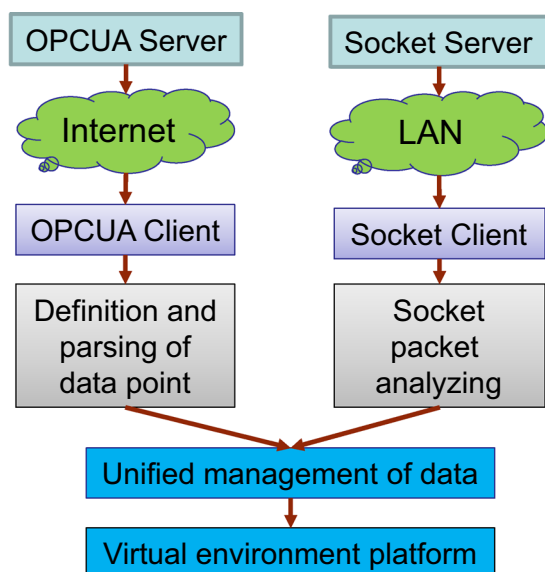 OPCUA Server
Socket Server
Internet
LAN
OPCUA Client
Socket Client
Definition and
parsing of
data point
Socket
packet
analyzing
Unified management of data
Virtual environment platform